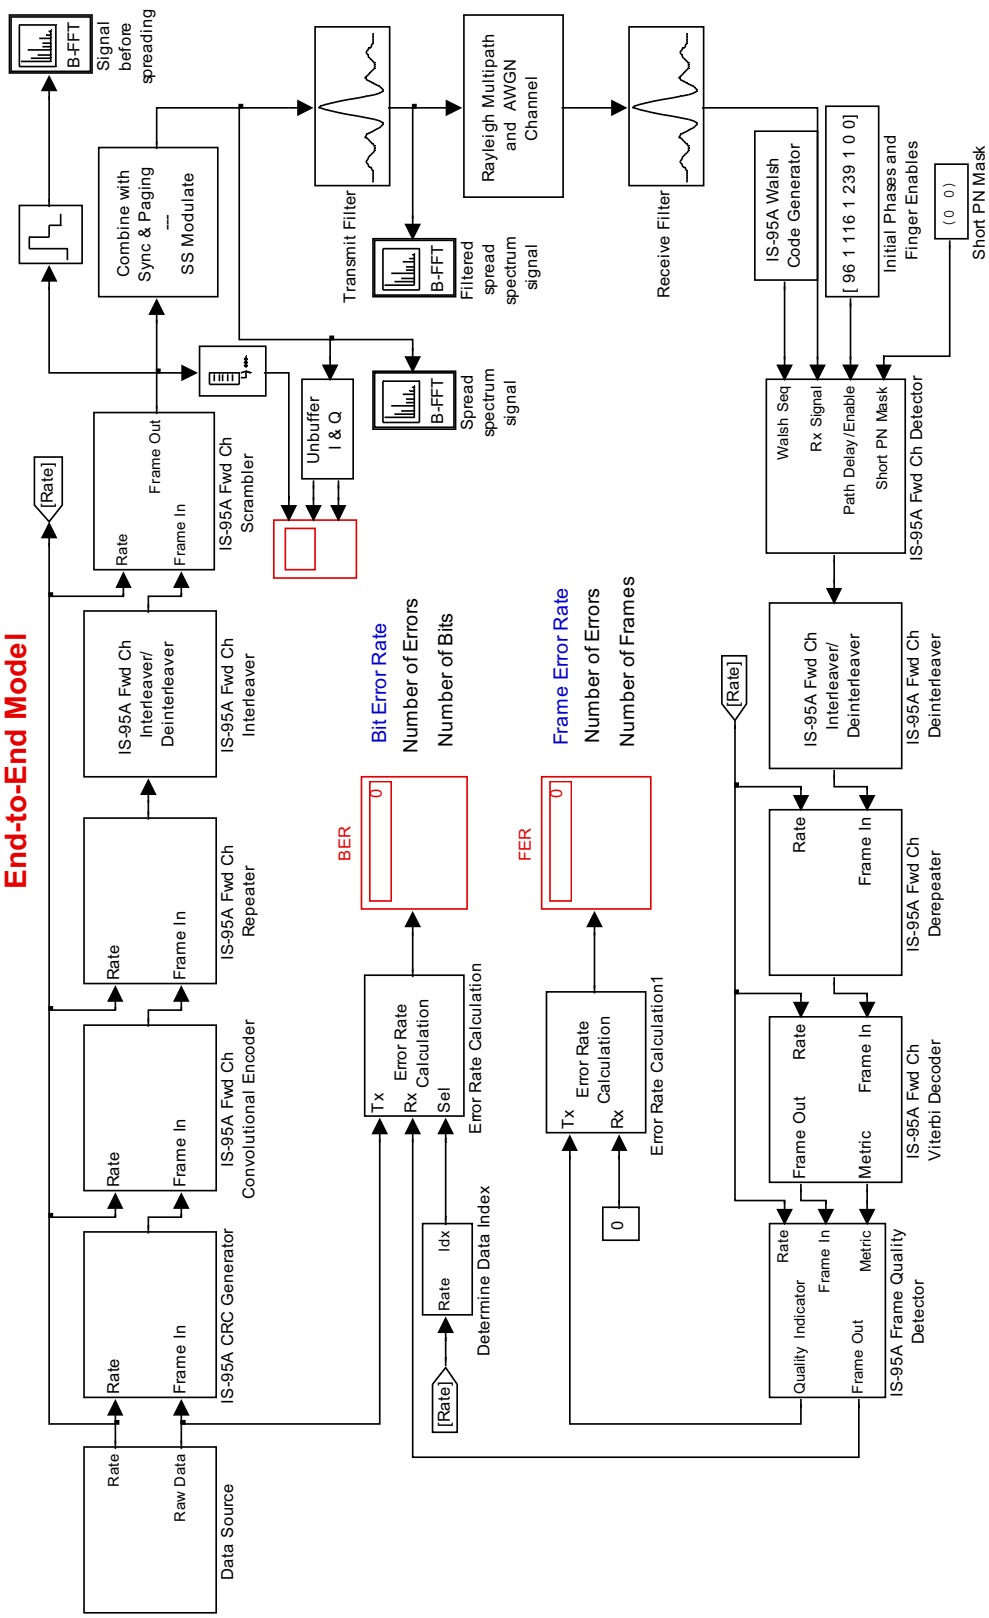 End-to-End Model
Data Source
Rate
Raw Data
IS-95A CRC Generator
Rate
Frame In
IS-95A Fwd Ch
Convolutional Encoder
Rate
Frame In
IS-95A Fwd Ch
Repeater
Rate
Frame In
IS-95A Fwd Ch
Interleaver/
Deinterleaver
IS-95A Fwd Ch
Interleaver
Rate
Frame In
Frame Out
IS-95A Fwd Ch
Scrambler
[Rate]
Combine with
Sync & Paging
---
SS Modulate
B-FFT
Signal
before
spreading
Unbuffer
I & Q
B-FFT
Spread
spectrum
signal
Transmit Filter
B-FFT
Filtered
spread
spectrum
signal
Rayleigh Multipath
and AWGN
Channel
Receive Filter
IS-95A Walsh
Code Generator
[ 96 1 116 1 239 1 0 0]
Initial Phases and
Finger Enables
(0 0)
Short PN Mask
Walsh Seq
Rx Signal
Path Delay/Enable
Short PN Mask
IS-95A Fwd Ch Detector
IS-95A Fwd Ch
Interleaver/
Deinterleaver
IS-95A Fwd Ch
Deinterleaver
[Rate]
Rate
Frame In
IS-95A Fwd Ch
Derepeater
Rate
Frame In
Frame Out
Metric
IS-95A Fwd Ch
Viterbi Decoder
Rate
Frame In
Metric
Quality Indicator
Frame Out
IS-95A Frame Quality
Detector
[Rate]
Rate
Idx
Determine Data Index
Tx
Rx
Sel
Error Rate
Calculation
Error Rate Calculation
BER
0
Bit Error Rate
Number of Errors
Number of Bits
0
Tx
Rx
Error Rate
Calculation
Error Rate Calculation1
FER
0
Frame Error Rate
Number of Errors
Number of Frames